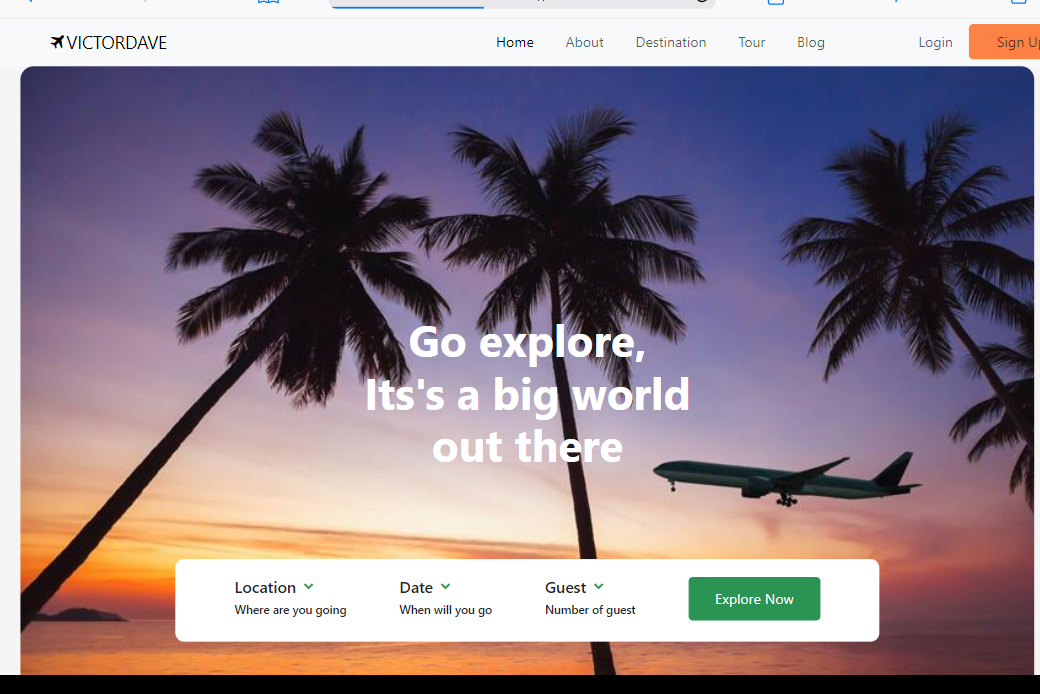 VICTORDAVE
Home About Destination Tour Blog Login Sign U
Go explore,
Its's a big world
out there
Location Date Guest
Where are you going When will you go Number of guest
Explore Now